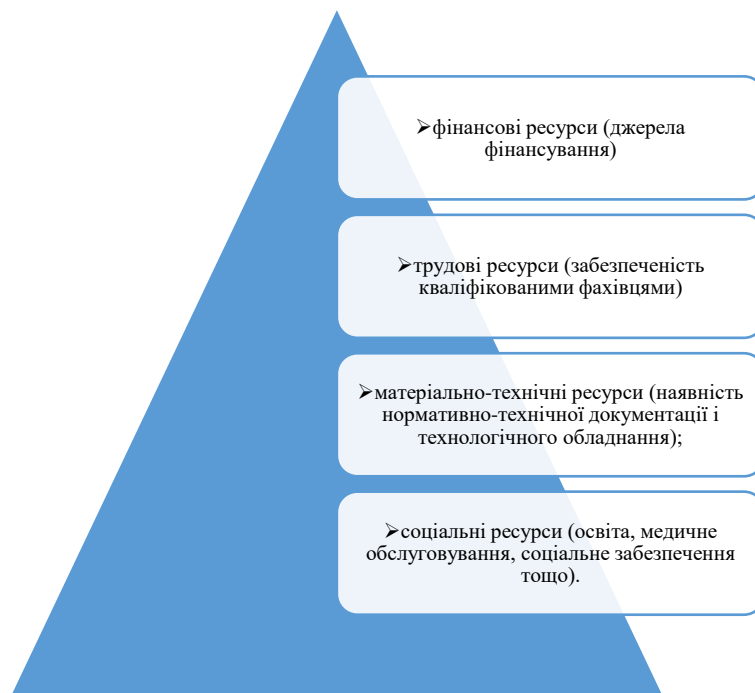 ➢фінансові ресурси (джерела
фінансування)
➢трудові ресурси (забезпеченість
кваліфікованими фахівцями)
➢матеріально-технічні ресурси (наявність
нормативно-технічної документації і
технологічного обладнання);
➢соціальні ресурси (освіта, медичне
обслуговування, соціальне забезпечення
тощо).